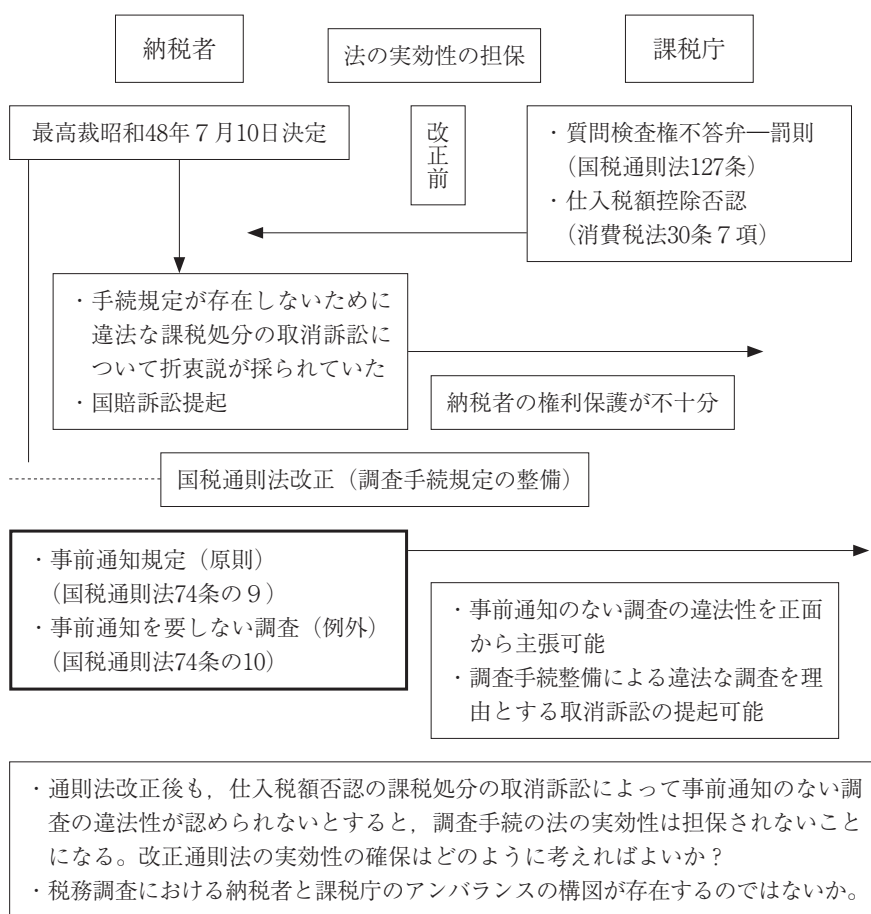 納税者
法の実効性の担保
課税庁
最高裁昭和48年7月10日決定
改正前
・質問検査権不答弁―罰則
（国税通則法127条）
・仕入税額控除否認
（消費税法30条7項）
・手続規定が存在しないために
違法な課税処分の取消訴訟に
ついて折衷説が採られていた
・国賠訴訟提起
納税者の権利保護が不十分
国税通則法改正（調査手続規定の整備）
・事前通知規定（原則）
（国税通則法74条の9）
・事前通知を要しない調査（例外）
（国税通則法74条の10）
・事前通知のない調査の違法性を正面
から主張可能
・調査手続整備による違法な調査を理
由とする取消訴訟の提起可能
・通則法改正後も，仕入税額否認の課税処分の取消訴訟によって事前通知のない調
査の違法性が認められないとすると，調査手続の法の実効性は担保されないこと
になる。改正通則法の実効性の確保はどのように考えればよいか？
・税務調査における納税者と課税庁のアンバランスの構図が存在するのではないか。